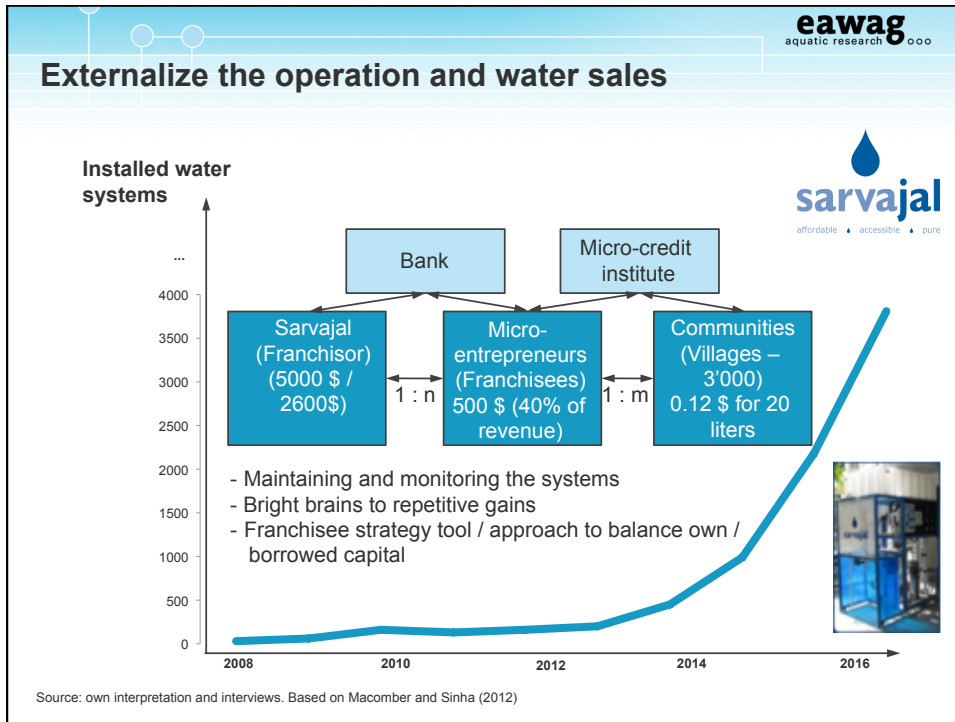 eawag
aquatic research
Externalize the operation and water sales
sarvajal
affordable accessible pure
Installed water
systems
...
4000
3500
3000
2500
2000
1500
1000
500
0
Bank
Micro-credit
institute
Sarvajal
(Franchisor)
(5000 $ /
2600$)
1 : n
Micro-
entrepreneurs
(Franchisees)
500 $ (40% of
revenue)
1 : m
Communities
(Villages –
3'000)
0.12 $ for 20
liters
- Maintaining and monitoring the systems
- Bright brains to repetitive gains
- Franchisee strategy tool / approach to balance own /
borrowed capital
sarvajal
2008
2010
2012
2014
2016
Source: own interpretation and interviews. Based on Macomber and Sinha (2012)